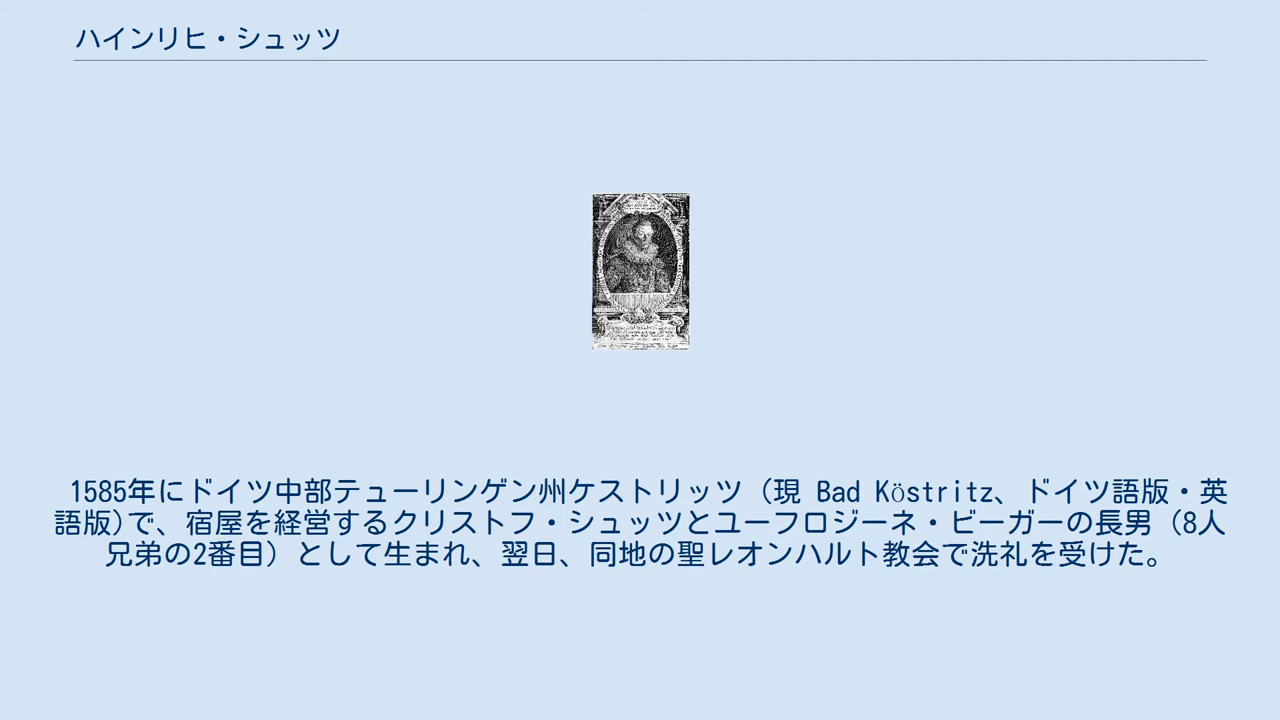 ハインリヒ・シュッツ
1585年にドイツ中部テューリンゲン州ケストリッツ（現 Bad Köstritz、ドイツ語版・英
語版)で、宿屋を経営するクリストフ・シュッツとユーフロジーネ・ビーガーの長男（8人
兄弟の2番目）として生まれ、翌日、同地の聖レオンハルト教会で洗礼を受けた。